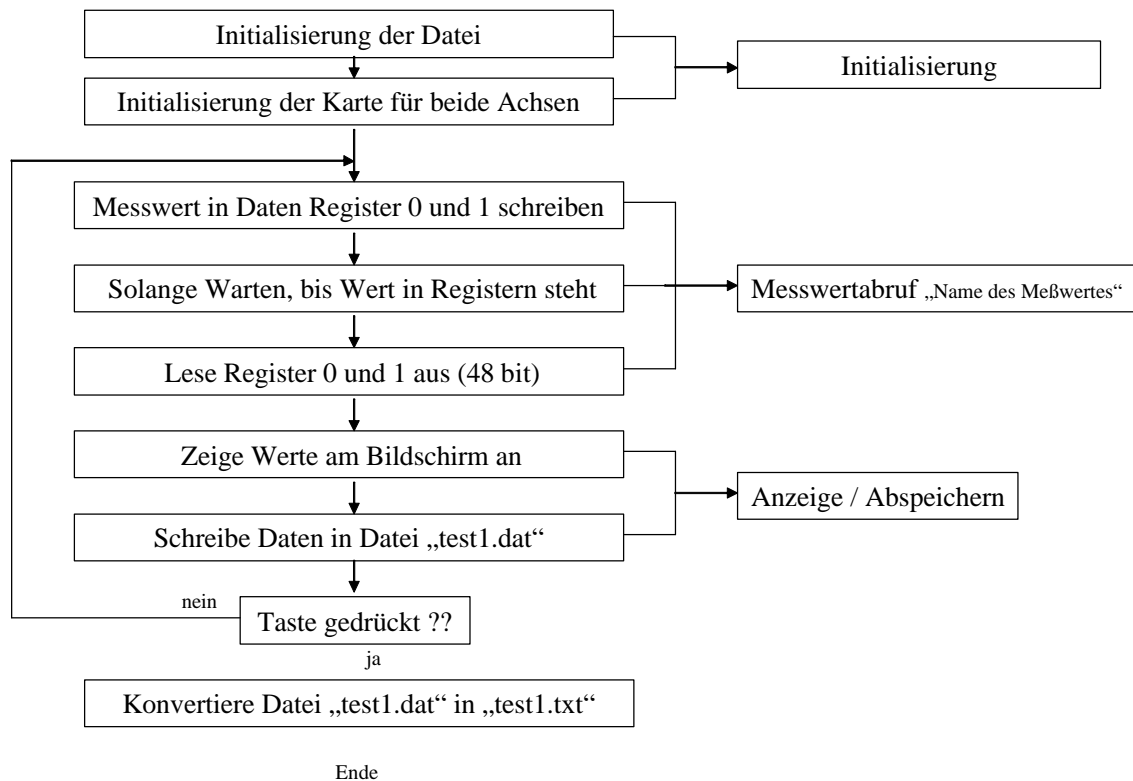 Initialisierung der Datei
Initialisierung
Initialisierung der Karte für beide Achsen
Messwert in Daten Register 0 und 1 schreiben
Solange Warten, bis Wert in Registern steht
Messwertabruf „Name des Meßwertes“
Lese Register 0 und 1 aus (48 bit)
Zeige Werte am Bildschirm an
Anzeige / Abspeichern
Schreibe Daten in Datei „test1.dat“
nein
Taste gedrückt ??
ja
Konvertiere Datei „test1.dat“ in „test1.txt“
Ende